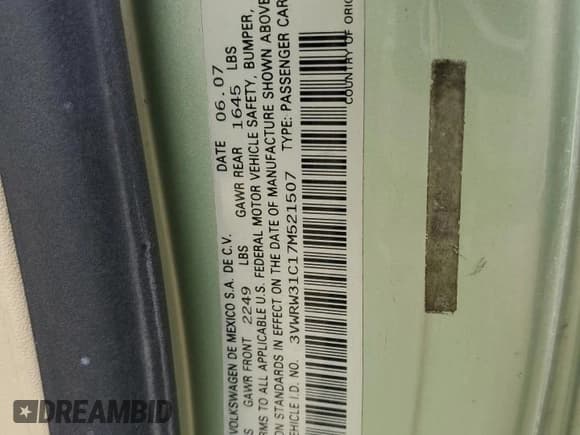 VOLKSWAGEN DE MEXICO S.A. DE C.V. DATE 06.07
GAWR FRONT 2249 LBS GAWR REAR 1645 LBS
TO ALL APPLICABLE U.S. FEDERAL MOTOR VEHICLE SAFETY, BUMPER,
STANDARDS IN EFFECT ON THE DATE OF MANUFACTURE SHOWN ABOVE
I.D. NO. 3VWRW31C17M521507 TYPE: PASSENGER CAR
COUNTRY OF
DREAMBID